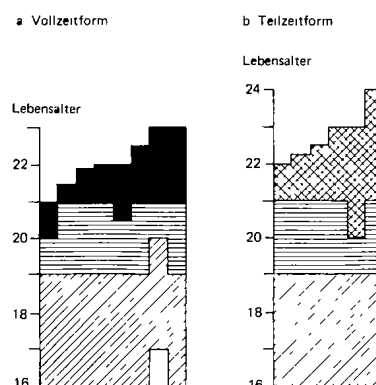 a Vollzeitform
Lebensalter
22
20
18
16
b Teilzeitform
Lebensalter
24
22
20
18
16